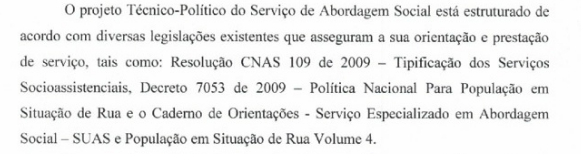 O projeto Técnico-Político do Serviço de Abordagem Social está estruturado de
acordo com diversas legislações existentes que asseguram a sua orientação e prestação
de serviço, tais como: Resolução CNAS 109 de 2009 – Tipificação dos Serviços
Socioassistenciais, Decreto 7053 de 2009 – Política Nacional Para População em
Situação de Rua e o Caderno de Orientações - Serviço Especializado em Abordagem
Social – SUAS e População em Situação de Rua Volume 4.